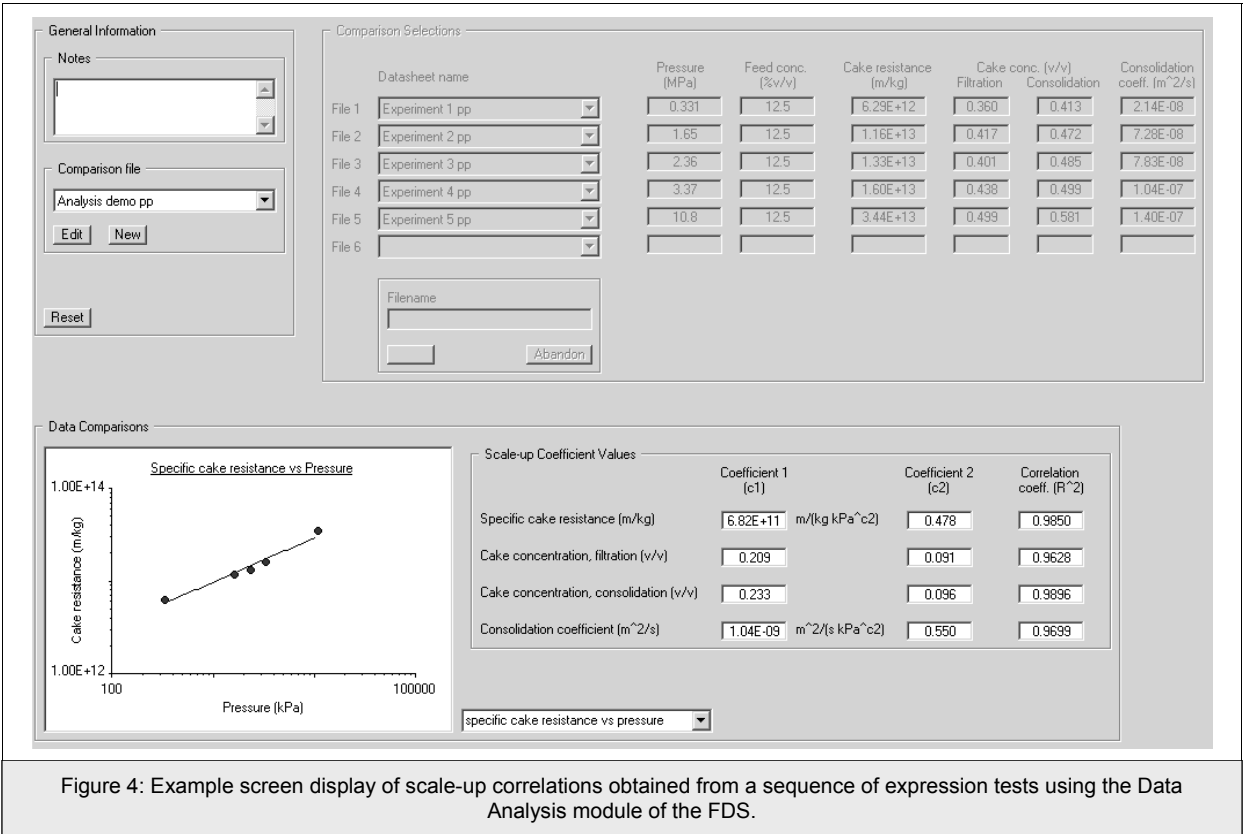 General Information
Notes
Comparison file
Analysis demo pp
Edit New
Reset
Comparison Selections
Datasheet name Pressure (MPa) Feed conc. (%v/v) Cake resistance (m/kg) Cake conc. (v/v) Filtration Consolidation Consolidation coeff. (m^2/s)
File 1 Experiment 1 pp 0.331 12.5 6.29E+12 0.360 0.413 2.14E-08
File 2 Experiment 2 pp 1.65 12.5 1.16E+13 0.417 0.472 7.28E-08
File 3 Experiment 3 pp 2.36 12.5 1.33E+13 0.401 0.485 7.83E-08
File 4 Experiment 4 pp 3.37 12.5 1.60E+13 0.438 0.499 1.04E-07
File 5 Experiment 5 pp 10.8 12.5 3.44E+13 0.499 0.581 1.40E-07
File 6
Filename
Abandon
Data Comparisons
Specific cake resistance vs Pressure
1.00E+14
Cake resistance (m/kg)
1.00E+12
100 100000
Pressure (kPa)
Scale-up Coefficient Values
Coefficient 1 (c1) Coefficient 2 (c2) Correlation coeff. (R^2)
Specific cake resistance (m/kg) 6.82E+11 m/(kg kPa^c2) 0.478 0.9850
Cake concentration, filtration (v/v) 0.209 0.091 0.9628
Cake concentration, consolidation (v/v) 0.233 0.096 0.9896
Consolidation coefficient (m^2/s) 1.04E-09 m^2/(s kPa^c2) 0.550 0.9699
specific cake resistance vs pressure
Figure 4: Example screen display of scale-up correlations obtained from a sequence of expression tests using the Data
Analysis module of the FDS.